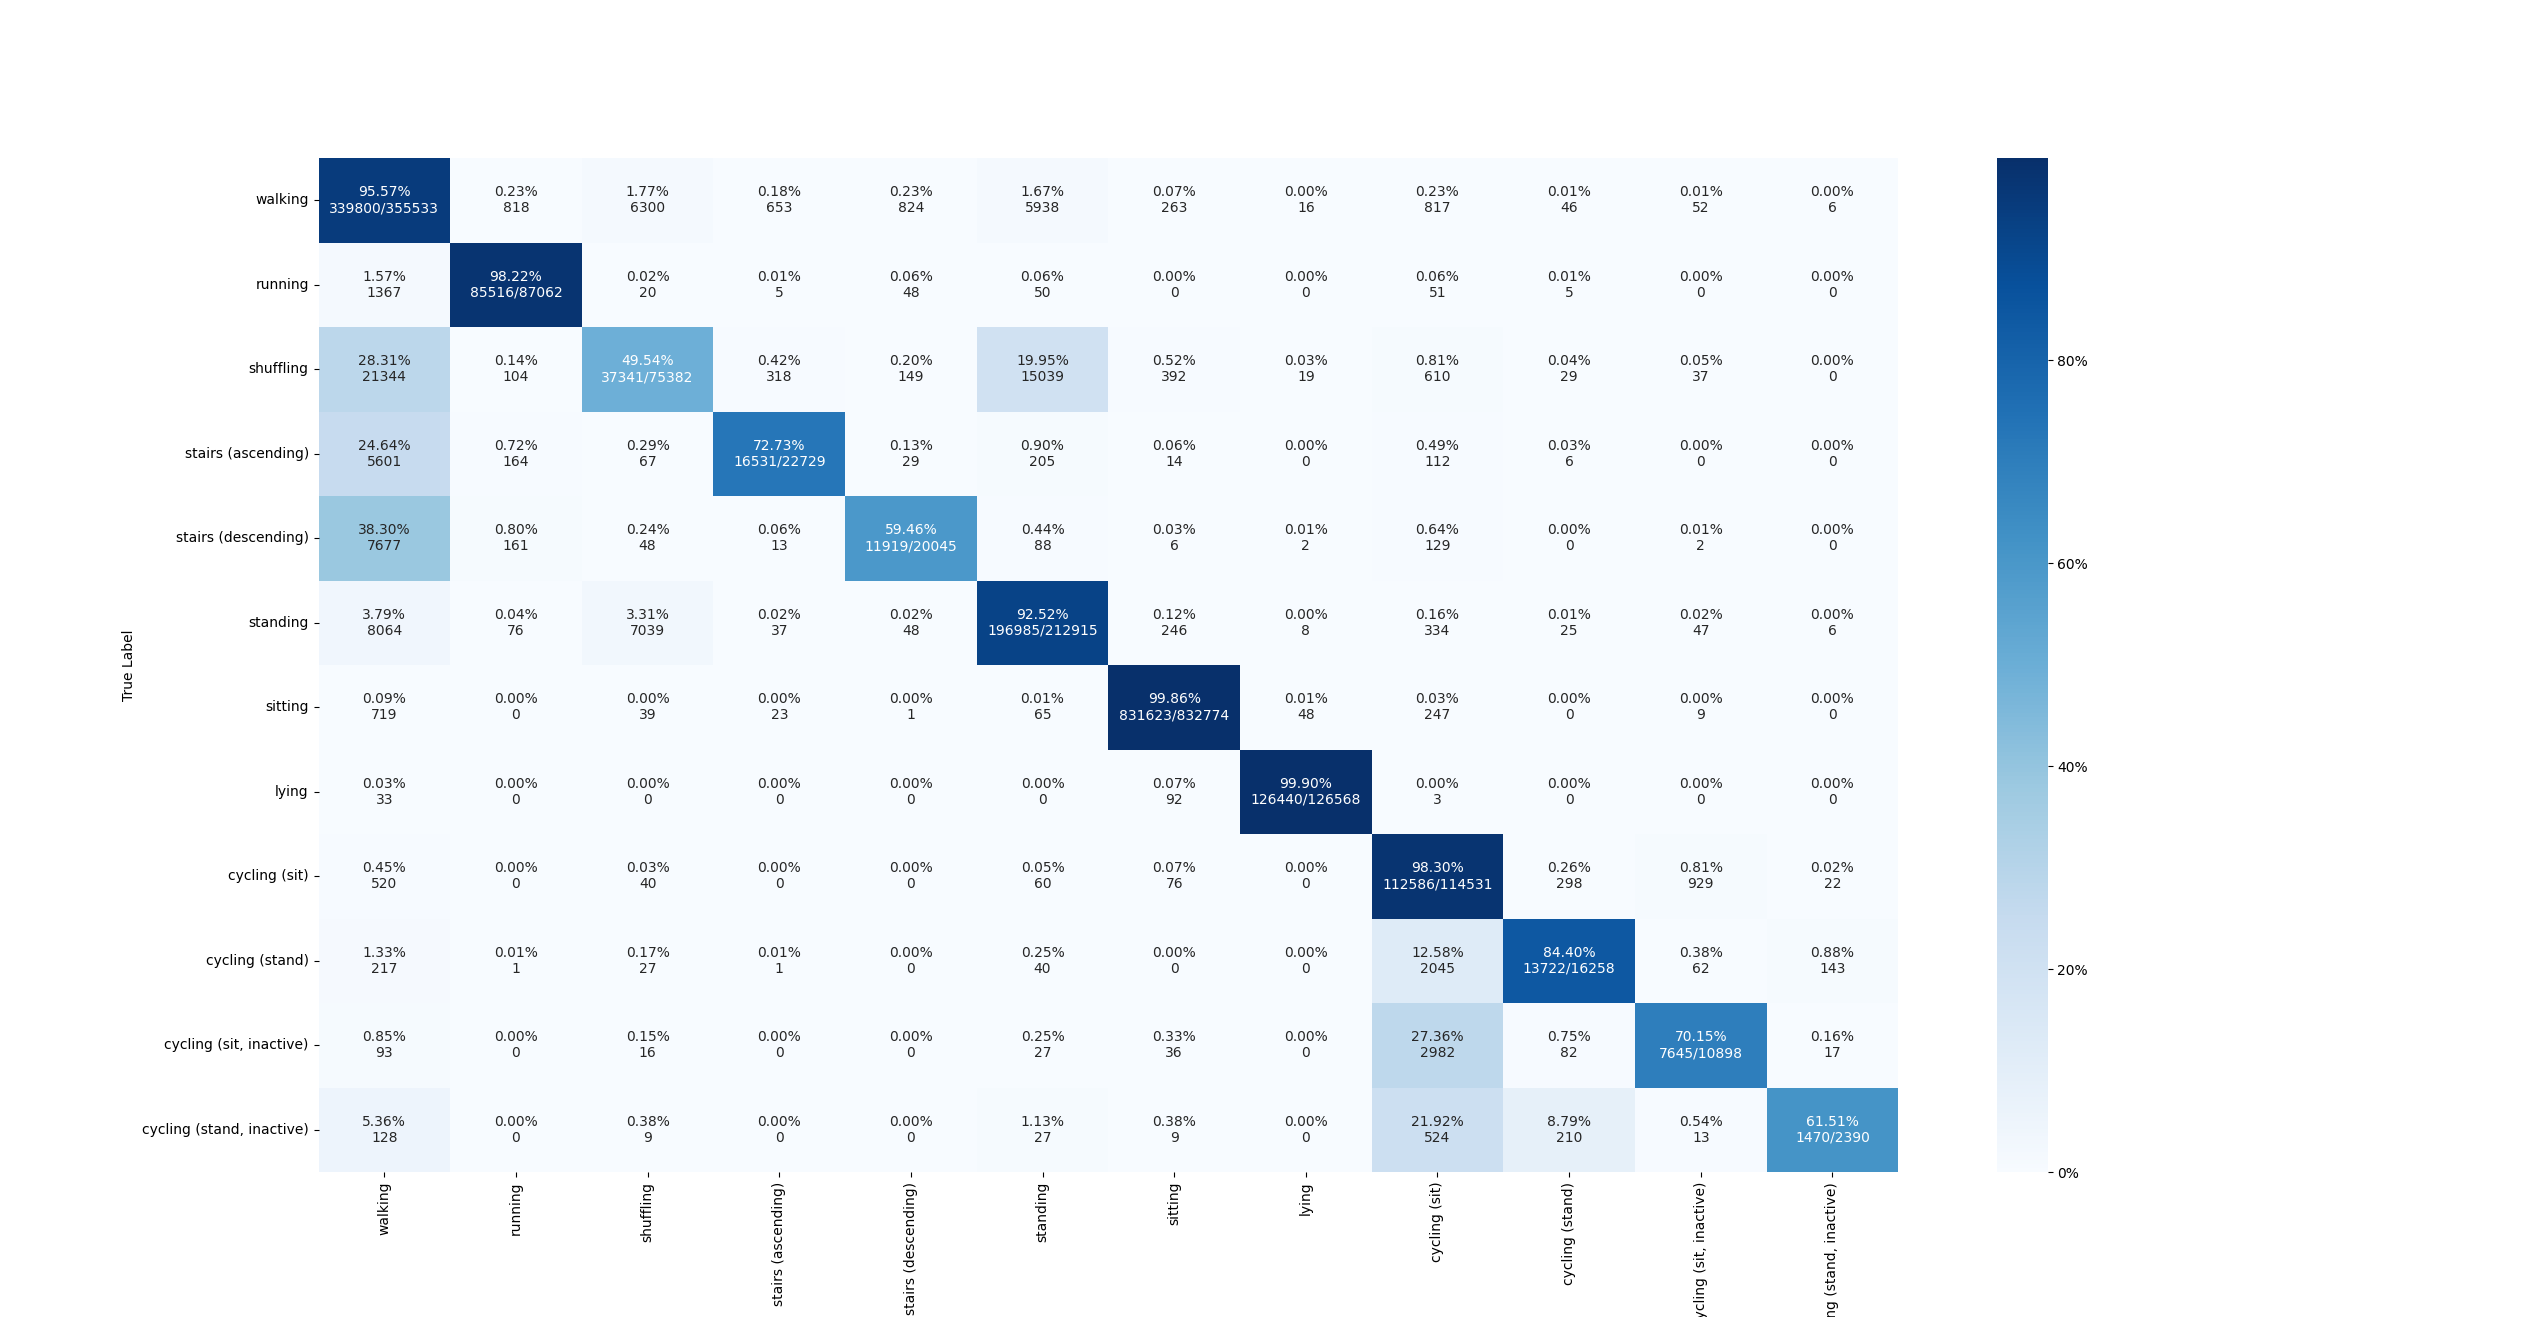 True Label
walking
95.57% 0.23% 1.77% 0.18% 0.23% 1.67% 0.07% 0.00% 0.23% 0.01% 0.01% 0.00%
339800/355533 818 6300 653 824 5938 263 16 817 46 52 6
running
1.57% 98.22% 0.02% 0.01% 0.06% 0.06% 0.00% 0.00% 0.06% 0.01% 0.00% 0.00%
1367 85516/87062 20 5 48 50 0 0 51 5 0 0
shuffling
28.31% 0.14% 49.54% 0.42% 0.20% 19.95% 0.52% 0.03% 0.81% 0.04% 0.05% 0.00%
21344 104 37341/75382 318 149 15039 392 19 610 29 37 0
stairs (ascending)
24.64% 0.72% 0.29% 72.73% 0.13% 0.90% 0.06% 0.00% 0.49% 0.03% 0.00% 0.00%
5601 164 67 16531/22729 29 205 14 0 112 6 0 0
stairs (descending)
38.30% 0.80% 0.24% 0.06% 59.46% 0.44% 0.03% 0.01% 0.64% 0.00% 0.01% 0.00%
7677 161 48 13 11919/20045 88 6 2 129 0 2 0
standing
3.79% 0.04% 3.31% 0.02% 0.02% 92.52% 0.12% 0.00% 0.16% 0.01% 0.02% 0.00%
8064 76 7039 37 48 196985/212915 246 8 334 25 47 6
sitting
0.09% 0.00% 0.00% 0.00% 0.00% 0.01% 99.86% 0.01% 0.03% 0.00% 0.00% 0.00%
719 0 39 23 1 65 831623/832774 48 247 0 9 0
lying
0.03% 0.00% 0.00% 0.00% 0.00% 0.00% 0.07% 99.90% 0.00% 0.00% 0.00% 0.00%
33 0 0 0 0 0 92 126440/126568 3 0 0 0
cycling (sit)
0.45% 0.00% 0.03% 0.00% 0.00% 0.05% 0.07% 0.00% 98.30% 0.26% 0.81% 0.02%
520 0 40 0 0 60 76 0 112586/114531 298 929 22
cycling (stand)
1.33% 0.01% 0.17% 0.01% 0.00% 0.25% 0.00% 0.00% 12.58% 84.40% 0.38% 0.88%
217 1 27 1 0 40 0 0 2045 13722/16258 62 143
cycling (sit, inactive)
0.85% 0.00% 0.15% 0.00% 0.00% 0.25% 0.33% 0.00% 27.36% 0.75% 70.15% 0.16%
93 0 16 0 0 27 36 0 2982 82 7645/10898 17
cycling (stand, inactive)
5.36% 0.00% 0.38% 0.00% 0.00% 1.13% 0.38% 0.00% 21.92% 8.79% 0.54% 61.51%
128 0 9 0 0 27 9 0 524 210 13 1470/2390
walking
running
shuffling
stairs (ascending)
stairs (descending)
standing
sitting
lying
cycling (sit)
cycling (stand)
ycling (sit, inactive)
ng (stand, inactive)
80%
60%
40%
20%
0%